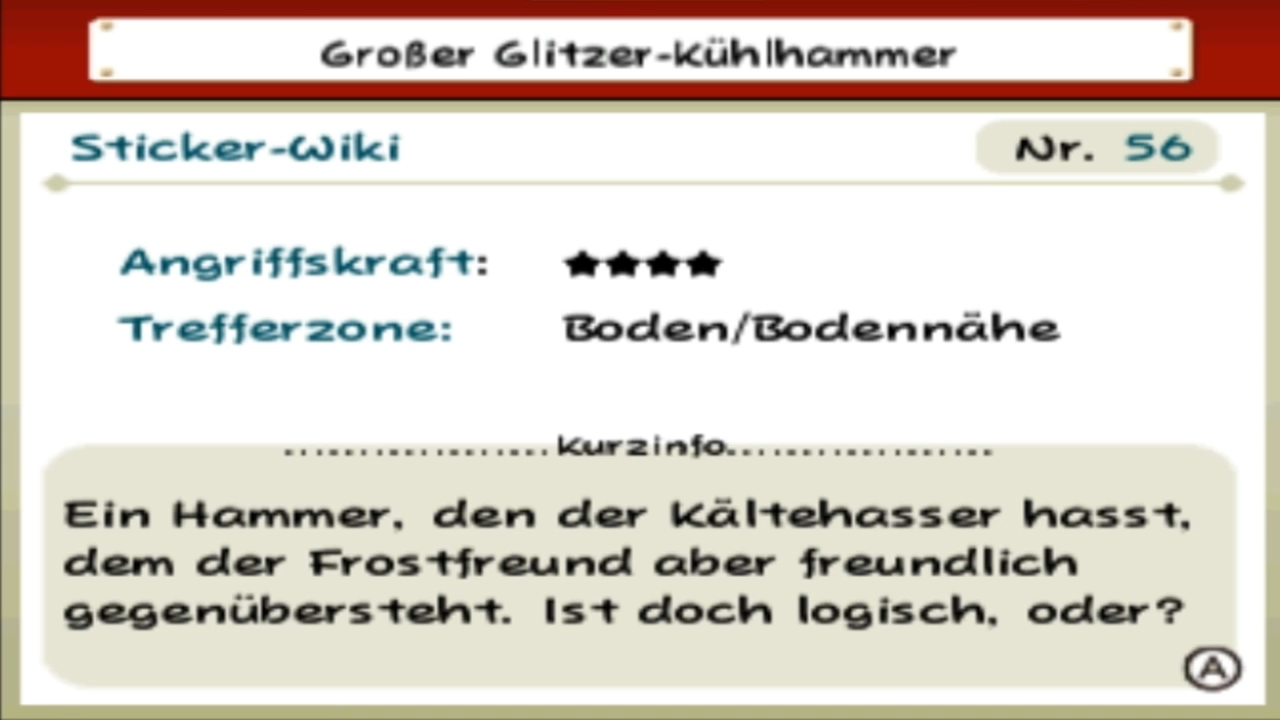 Großer Glitzer-Kühlhammer
Sticker-Wiki
Nr. 56
Angriffskraft: ★★★★
Trefferzone: Boden/Bodennähe
Kurzinfo
Ein Hammer, den der Kältehasser hasst,
dem der Frostfreund aber freundlich
gegenübersteht. Ist doch logisch, oder?
A